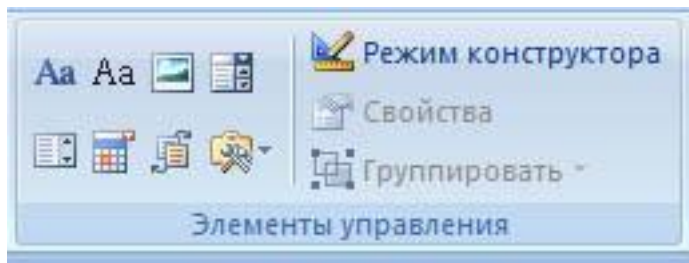 Aa Aa Режим конструктора
Свойства
Группировать
Элементы управления